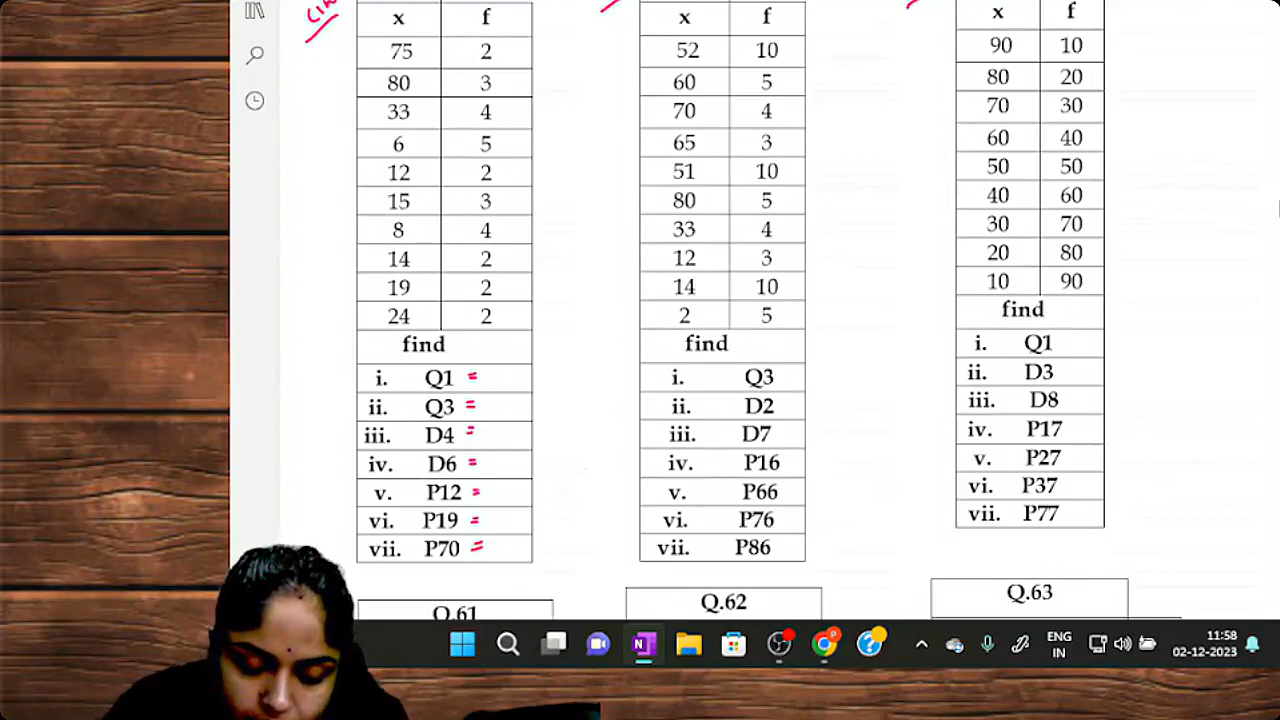 x f
75 2
80 3
33 4
6 5
12 2
15 3
8 4
14 2
19 2
24 2
find
i. Q1 =
ii. Q3 =
iii. D4 =
iv. D6 =
v. P12 =
vi. P19 =
vii. P70 =
Q.61
x f
52 10
60 5
70 4
65 3
51 10
80 5
33 4
12 3
14 10
2 5
find
i. Q3
ii. D2
iii. D7
iv. P16
v. P66
vi. P76
vii. P86
Q.62
x f
90 10
80 20
70 30
60 40
50 50
40 60
30 70
20 80
10 90
find
i. Q1
ii. D3
iii. D8
iv. P17
v. P27
vi. P37
vii. P77
Q.63
ENG
IN
11:58
02-12-2023